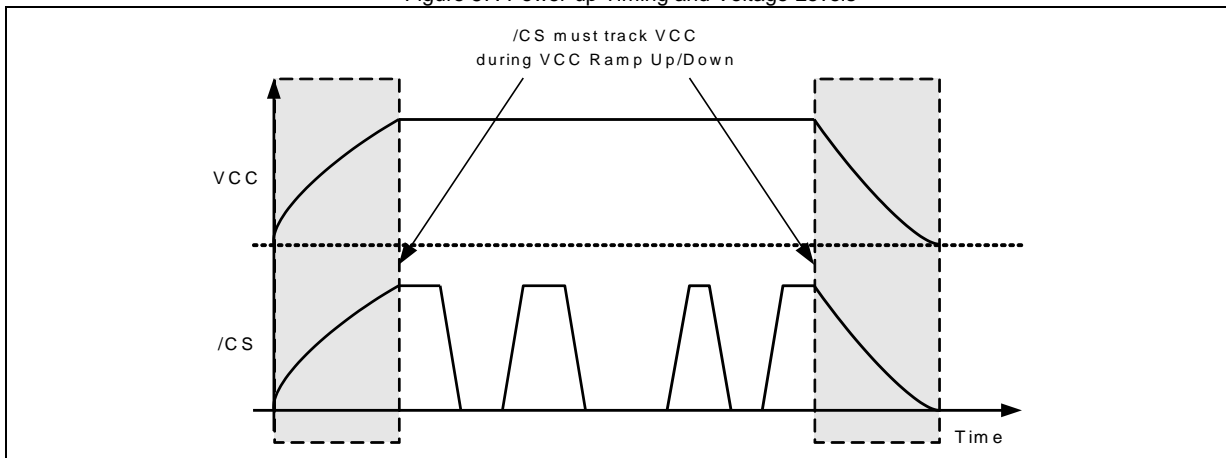 /CS must track VCC
during VCC Ramp Up/Down
VCC
/CS
Time